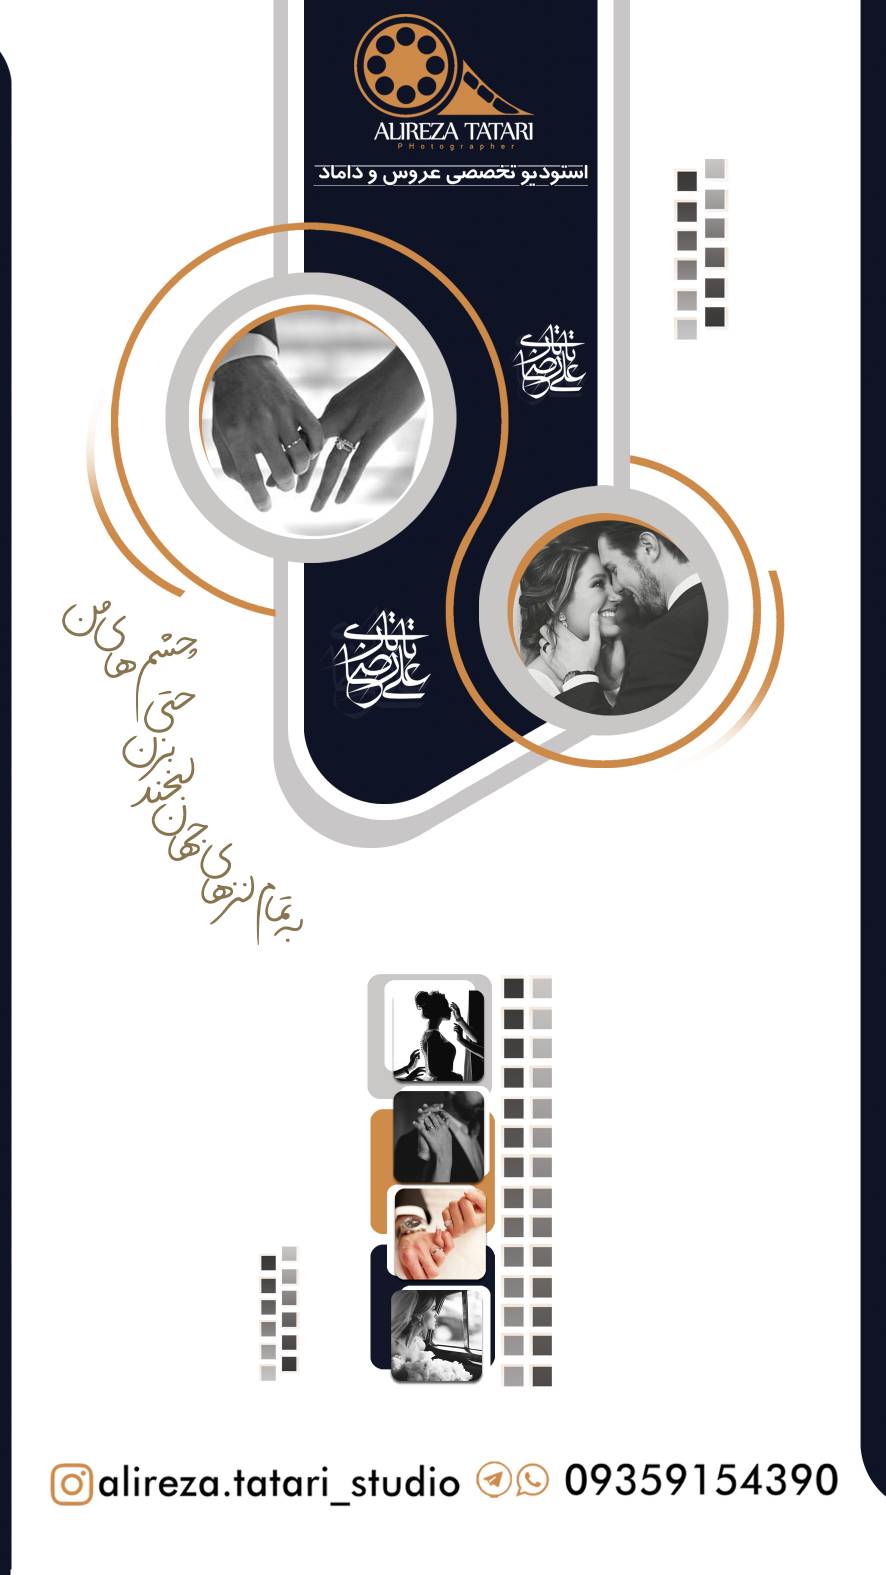 ALIREZA TATARI
PHotographer
استودیو تخصصی عروس و داماد
علیرضا تاتاری
علیرضا تاتاری
چشم های من
حتی
بزن
لبخند
جهان
های
به تمام لنزهای
alireza.tatari_studio
09359154390